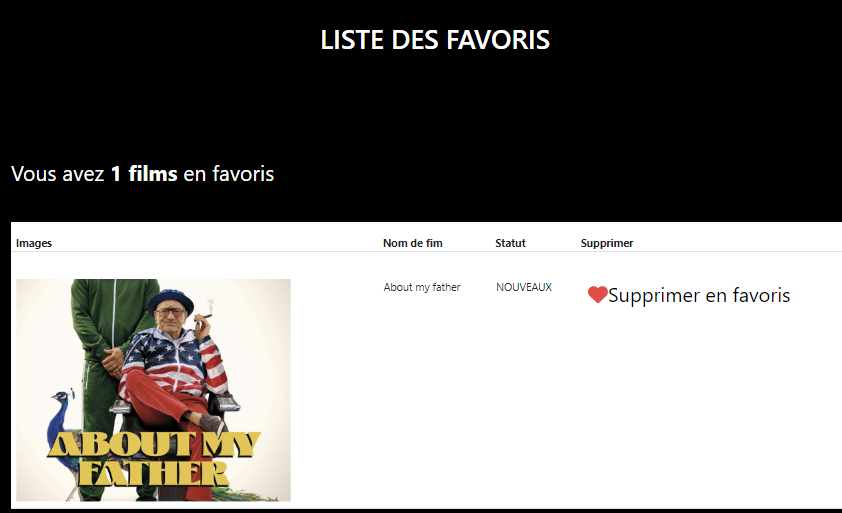 LISTE DES FAVORIS
Vous avez 1 films en favoris
Images Nom de fim Statut Supprimer
About my father NOUVEAUX Supprimer en favoris
ABOUT MY
FATHER